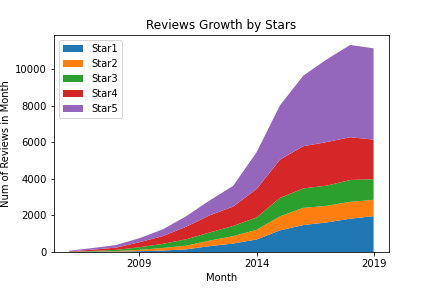 Reviews Growth by Stars
Star1
Star2
Star3
Star4
Star5
Num of Reviews in Month
10000
8000
6000
4000
2000
0
2009
2014
2019
Month